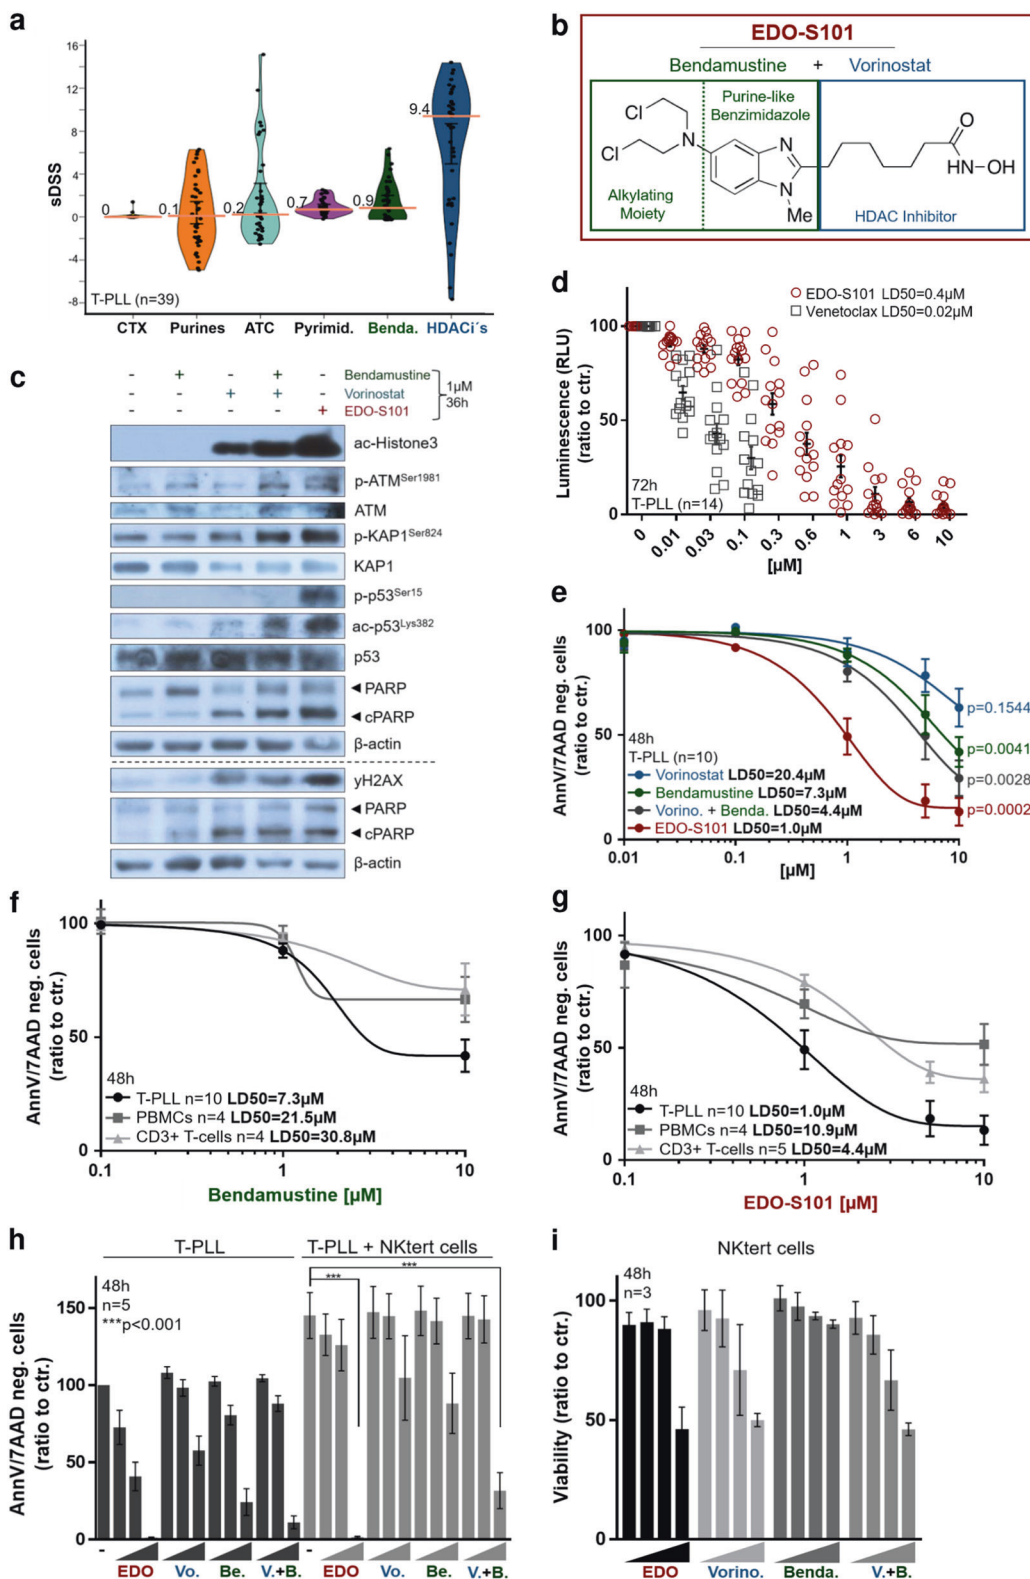 a
16
12
8
4
0
-4
-8
sDSS
0
0.1
0.2
0.7
0.9
9.4
T-PLL (n=39)
CTX Purines ATC Pyrimid. Benda. HDACi´s
b
EDO-S101
Bendamustine + Vorinostat
Purine-like
Benzimidazole
Cl
Cl
N
N
N
Me
O
HN
OH
Alkylating
Moiety
HDAC Inhibitor
c
- + - + - Bendamustine
- - + + - Vorinostat
- - - - + EDO-S101
1µM
36h
ac-Histone3
p-ATMSer1981
ATM
p-KAP1Ser824
KAP1
p-p53Ser15
ac-p53Lys382
p53
PARP
cPARP
β-actin
yH2AX
PARP
cPARP
β-actin
d
EDO-S101 LD50=0.4µM
Venetoclax LD50=0.02µM
Luminescence (RLU)
(ratio to ctr.)
100
50
0
72h
T-PLL (n=14)
0 0.01 0.03 0.1 0.3 0.6 1 3 6 10
[µM]
e
AnnV/7AAD neg. cells
(ratio to ctr.)
100
50
0
p=0.1544
p=0.0041
p=0.0028
p=0.0002
48h
T-PLL (n=10)
Vorinostat LD50=20.4µM
Bendamustine LD50=7.3µM
Vorino. + Benda. LD50=4.4µM
EDO-S101 LD50=1.0µM
0.01 0.1 1 10
[µM]
f
AnnV/7AAD neg. cells
(ratio to ctr.)
100
50
0
48h
T-PLL n=10 LD50=7.3µM
PBMCs n=4 LD50=21.5µM
CD3+ T-cells n=4 LD50=30.8µM
0.1 1 10
Bendamustine [µM]
g
AnnV/7AAD neg. cells
(ratio to ctr.)
100
50
0
48h
T-PLL n=10 LD50=1.0µM
PBMCs n=4 LD50=10.9µM
CD3+ T-cells n=5 LD50=4.4µM
0.1 1 10
EDO-S101 [µM]
h
T-PLL T-PLL + NKtert cells
48h
n=5
***p<0.001
***
***
AnnV/7AAD neg. cells
(ratio to ctr.)
150
100
50
0
- EDO Vo. Be. V.+B. - EDO Vo. Be. V.+B.
i
NKtert cells
48h
n=3
Viability (ratio to ctr.)
100
50
0
EDO Vorino. Benda. V.+B.